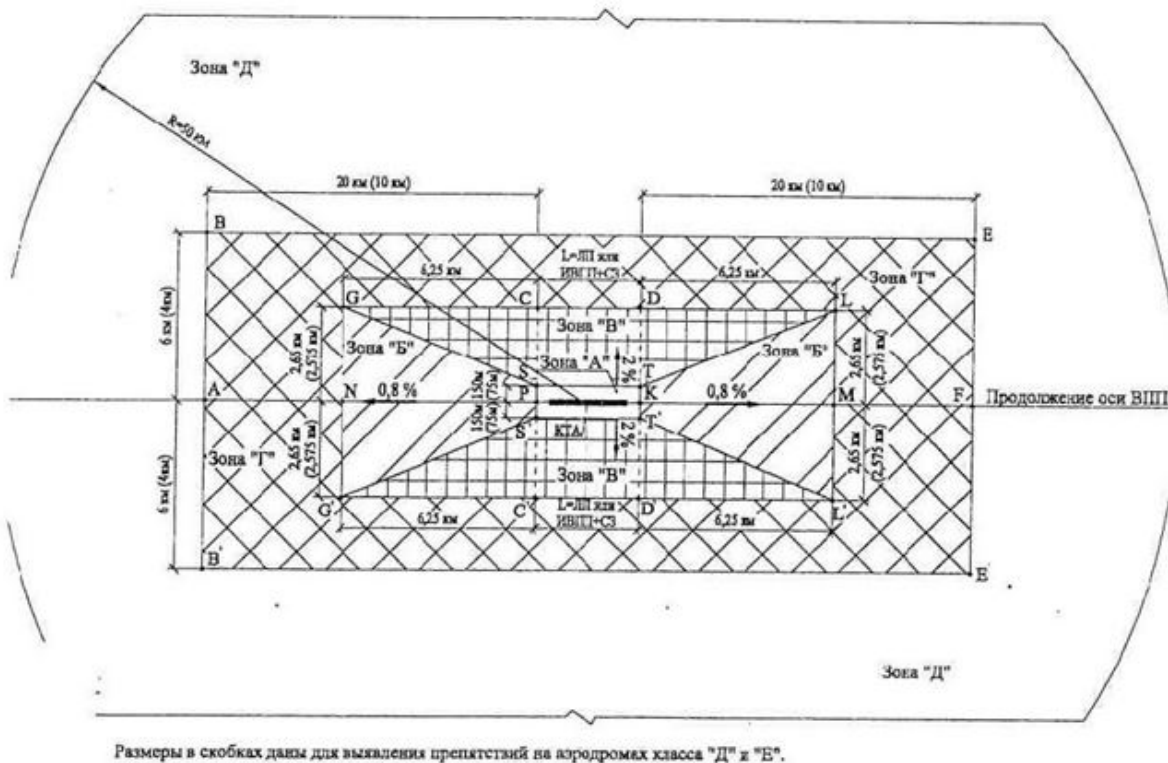 Зона "Д"
R=50 км
20 км (10 км)
20 км (10 км)
В
Е
6 км (4км)
6,25 км
L=ЛП или
ИВПП+СЗ
6,25 км
Зона "Г"
G
C
D
L
Зона "В"
2,65 км
(2,575 км)
Зона "Б"
Зона "А"
2 %
Зона "Б"
2,65 км
(2,575 км)
S
T
150м
(75м)
A
N
0,8 %
P
K
0,8 %
M
F
Продолжение оси ВПП
150м
(75м)
S'
КТА
T'
2 %
Зона "Г"
2,65 км
(2,575 км)
Зона "В"
2,65 км
(2,575 км)
6 км (4км)
G'
C'
L=ЛП или
ИВПП+СЗ
D'
L'
6,25 км
6,25 км
В'
Е
Зона "Д"
Размеры в скобках даны для выявления препятствий на аэродромах класса "Д" и "Е".